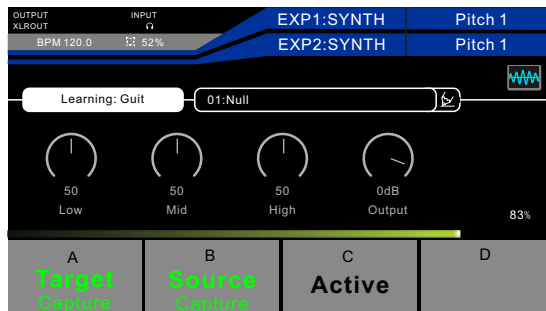 OUTPUT INPUT EXP1:SYNTH Pitch 1
XLROUT
BPM 120.0 52% EXP2:SYNTH Pitch 1
Learning: Guit 01:Null
50 50 50 0dB
Low Mid High Output
83%
A B C D
Target Source Active
Capture Capture